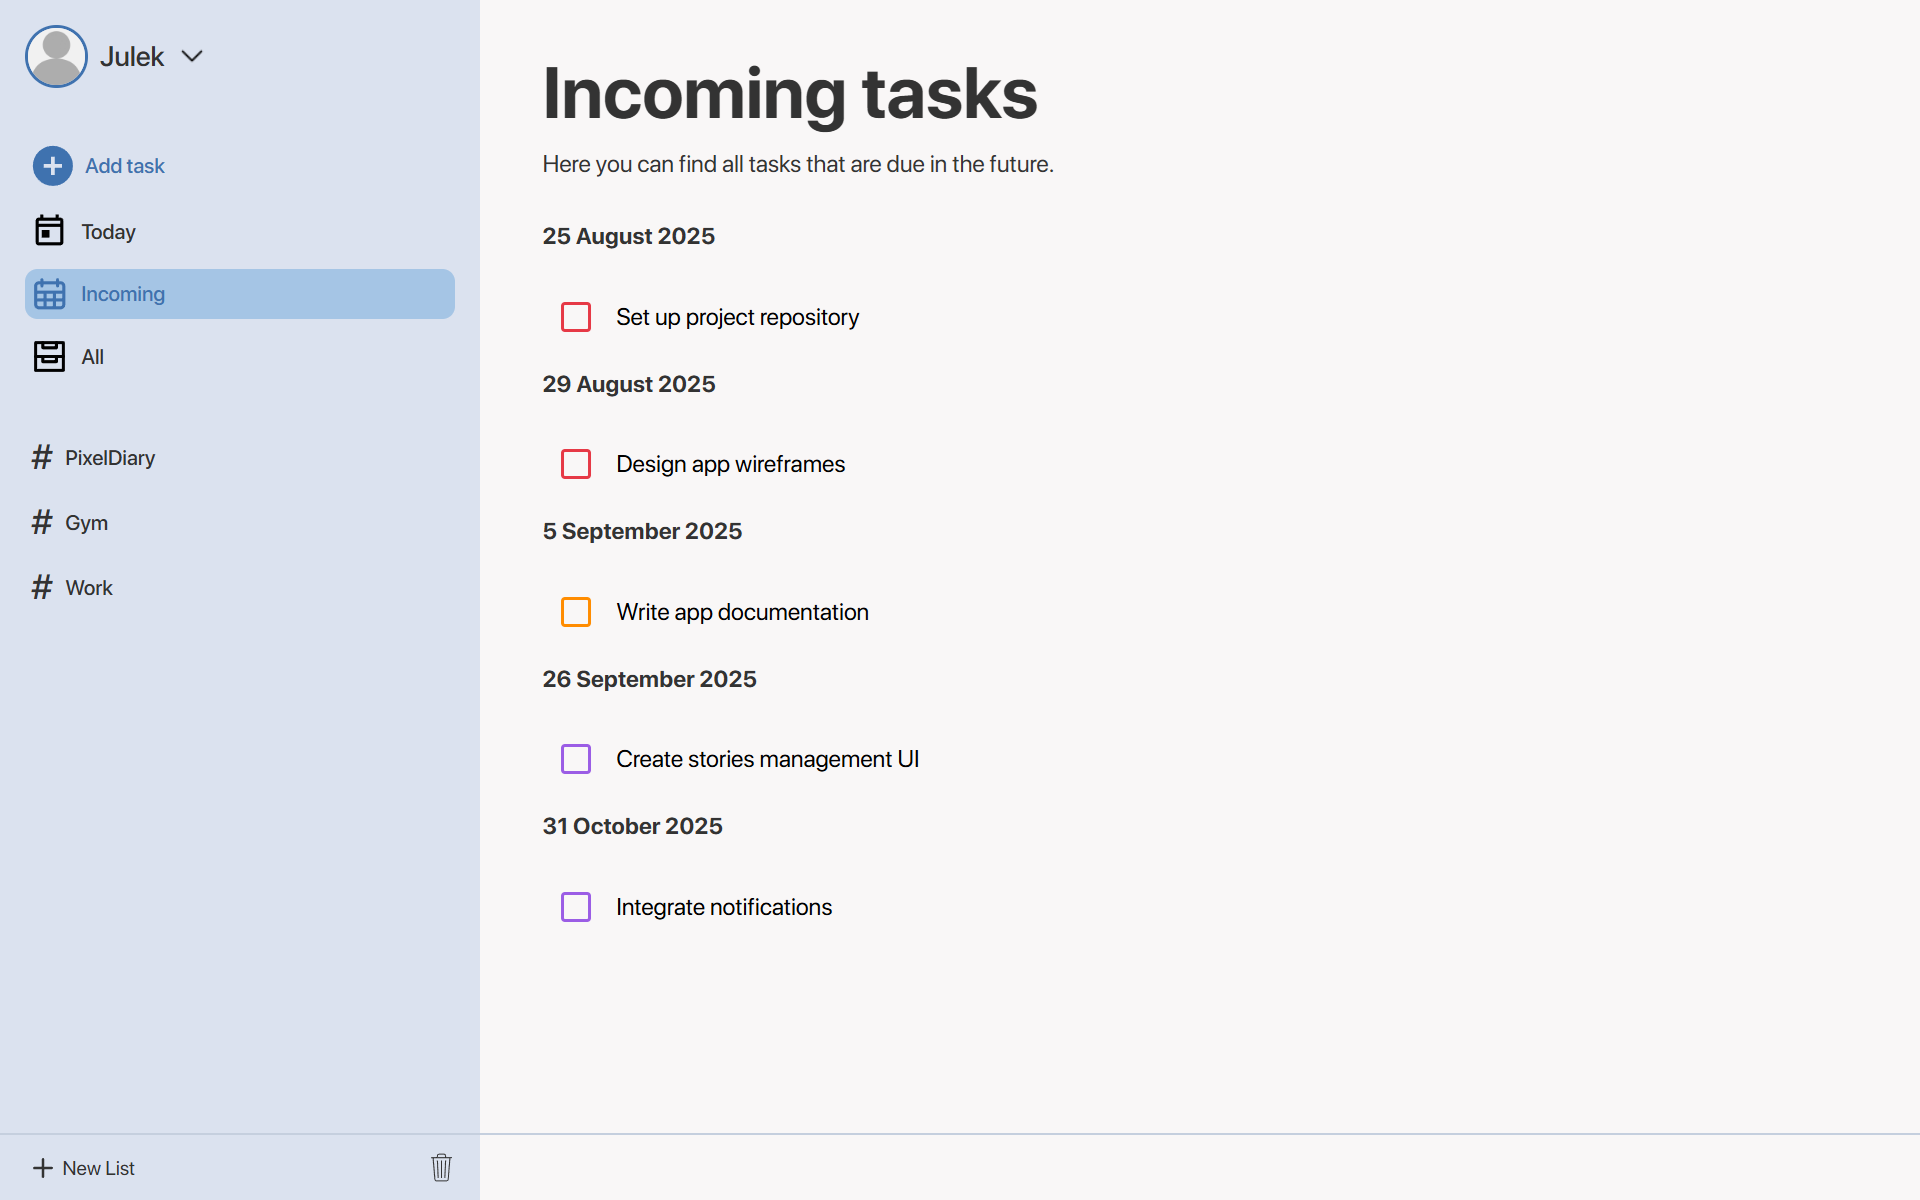 Julek
Add task
Today
Incoming
All
# PixelDiary
# Gym
# Work
New List
Incoming tasks
Here you can find all tasks that are due in the future.
25 August 2025
Set up project repository
29 August 2025
Design app wireframes
5 September 2025
Write app documentation
26 September 2025
Create stories management UI
31 October 2025
Integrate notifications